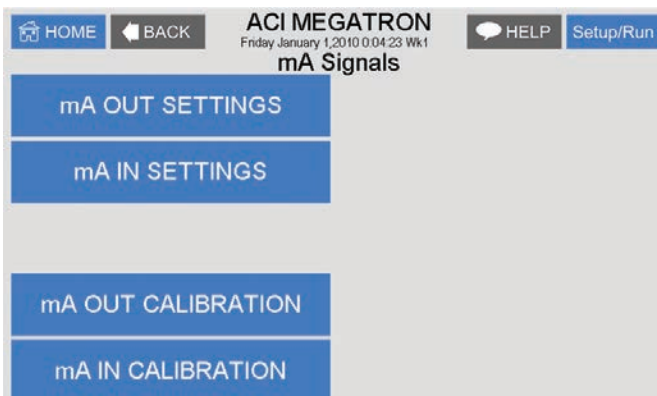 HOME
BACK
ACI MEGATRON
Friday January 1,2010 0:04:23 Wk1
mA Signals
HELP
Setup/Run
mA OUT SETTINGS
mA IN SETTINGS
mA OUT CALIBRATION
mA IN CALIBRATION